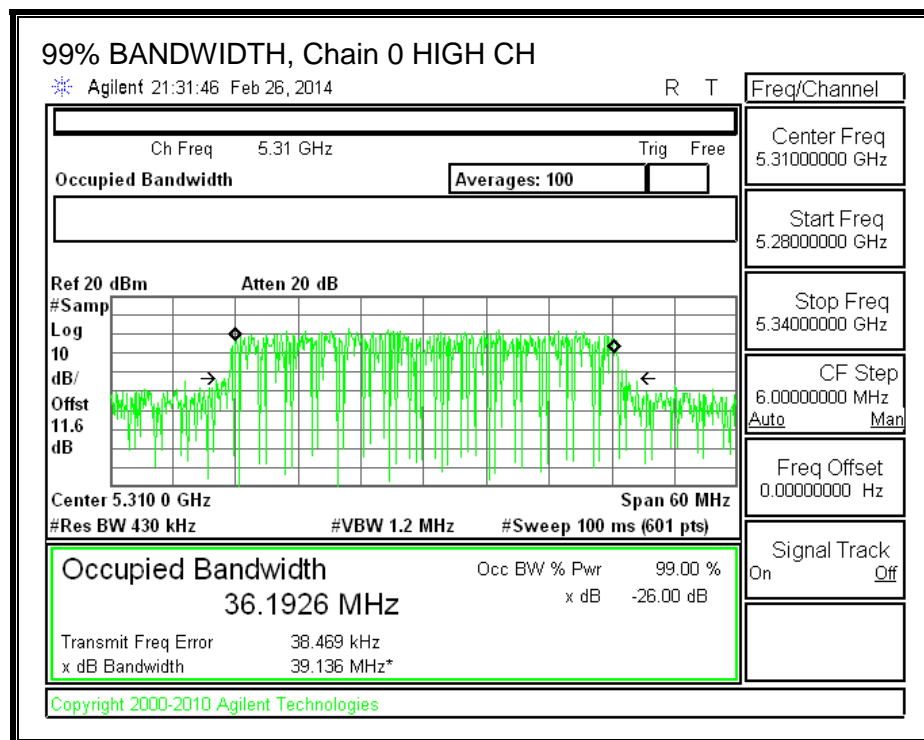 99% BANDWIDTH, Chain 0 HIGH CH
Agilent 21:31:46 Feb 26, 2014 R T
Freq/Channel
Ch Freq 5.31 GHz Trig Free
Occupied Bandwidth Averages: 100
Center Freq
5.31000000 GHz
Start Freq
5.28000000 GHz
Stop Freq
5.34000000 GHz
CF Step
6.00000000 MHz
Auto Man
Freq Offset
0.00000000 Hz
Signal Track
On Off
Ref 20 dBm Atten 20 dB
#Samp
Log
10
dB/
Offst
11.6
dB
Center 5.310 0 GHz Span 60 MHz
#Res BW 430 kHz #VBW 1.2 MHz #Sweep 100 ms (601 pts)
Occupied Bandwidth Occ BW % Pwr 99.00 %
36.1926 MHz x dB -26.00 dB
Transmit Freq Error 38.469 kHz
x dB Bandwidth 39.136 MHz*
Copyright 2000-2010 Agilent Technologies